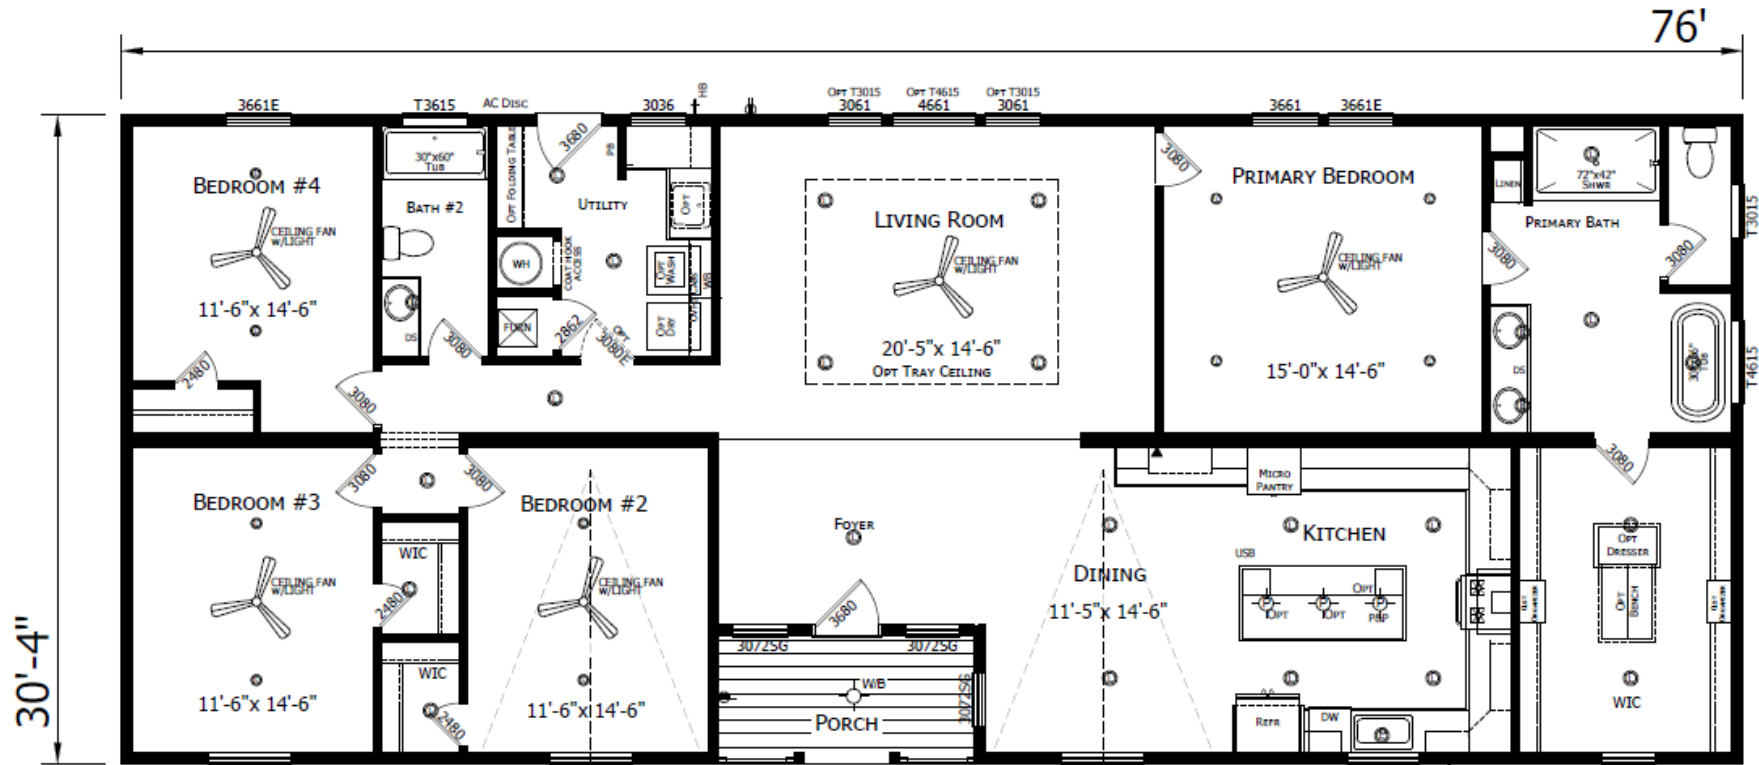 76'
30'-4"
3661E
T3615
AC DISC
3680
3036
HB
OPT T3015
3061
OPT T4615
4661
OPT T3015
3061
3661
3661E
BEDROOM #4
CEILING FAN
W/LIGHT
11'-6"x 14'-6"
2480
3080
30"x60"
TUB
BATH #2
DS
3080
OPT FOLDING TABLE
PB
UTILITY
OPT
WH
COAT HOOK
ACCESS
OPT
WASH
WB
FURN
2862
OPT
3080E
OPT
DRY
LIVING ROOM
CEILING FAN
W/LIGHT
20'-5"x 14'-6"
OPT TRAY CEILING
3080
PRIMARY BEDROOM
CEILING FAN
W/LIGHT
15'-0"x 14'-6"
LINEN
72"x42"
SHWR
PRIMARY BATH
3080
3080
T3015
DS
TUB
T4615
3080
BEDROOM #3
3080
CEILING FAN
W/LIGHT
11'-6"x 14'-6"
WIC
2480
WIC
2480
3080
BEDROOM #2
CEILING FAN
W/LIGHT
11'-6"x 14'-6"
FOYER
3680
3072SG
3072SG
3072SG
W/B
PORCH
DINING
11'-5"x 14'-6"
MICRO
PANTRY
KITCHEN
USB
OPT
OPT
OPT
P&P
REFR
DW
OPT
DRESSER
OPT
BENCH
WIC